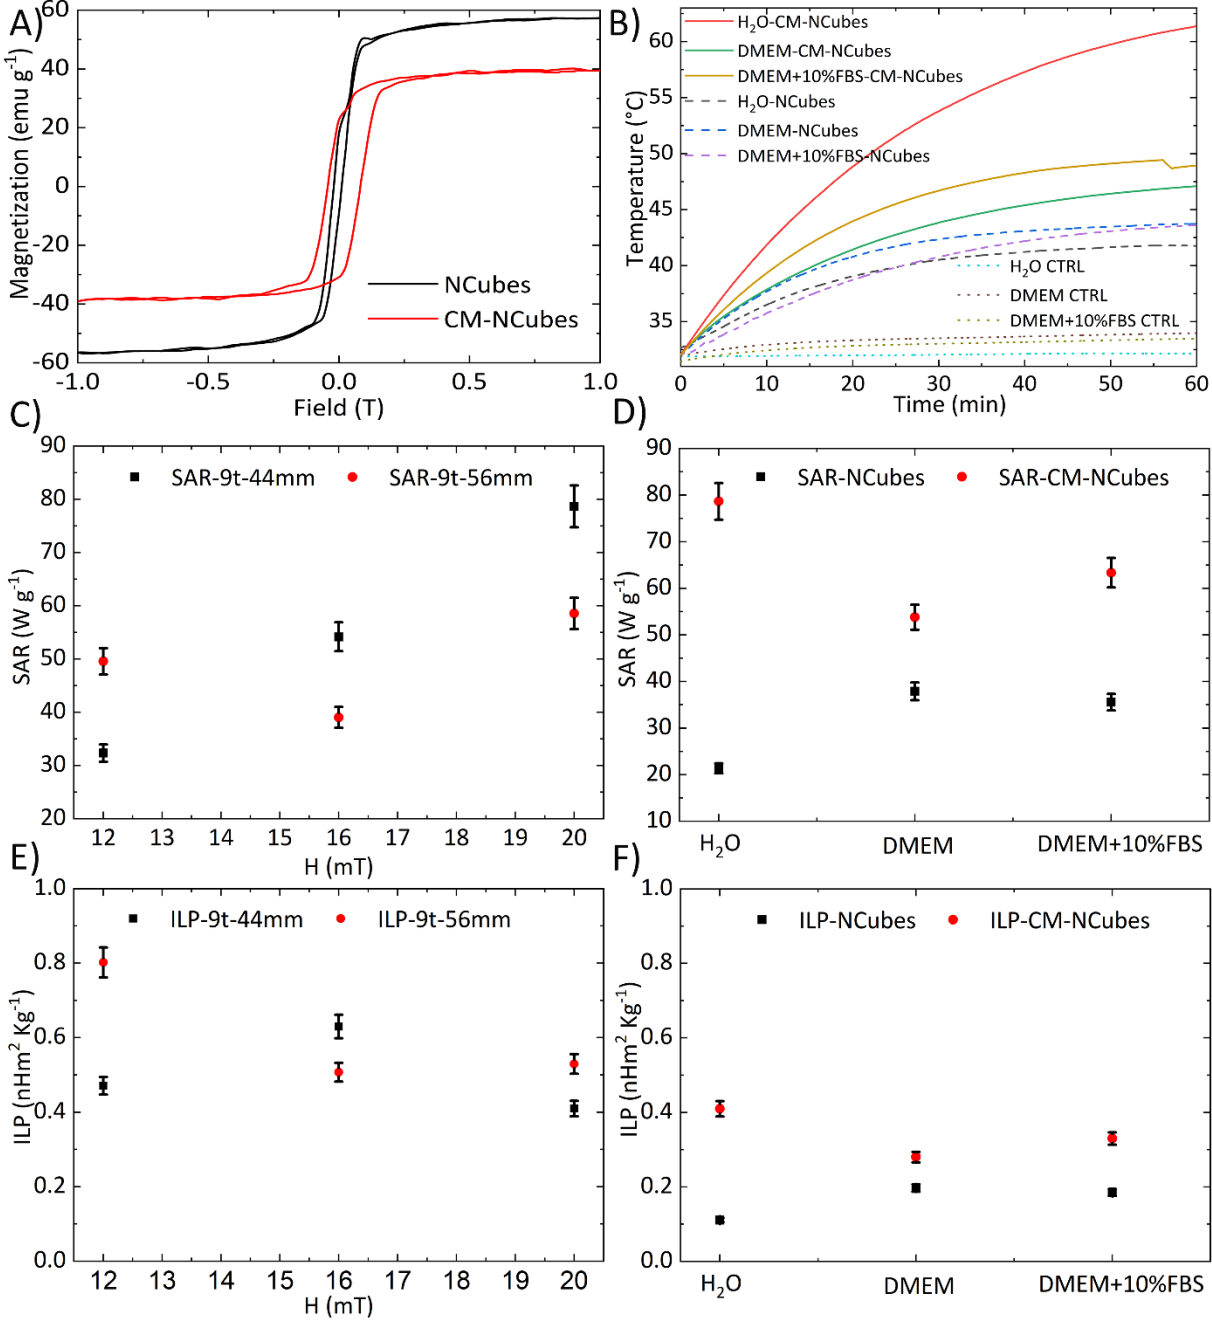 A)
Magnetization (emu g⁻¹)
60
40
20
0
-20
-40
-60
NCubes
CM-NCubes
-1.0 -0.5 0.0 0.5 1.0
Field (T)
B)
Temperature (°C)
60
55
50
45
40
35
H₂O-CM-NCubes
DMEM-CM-NCubes
DMEM+10%FBS-CM-NCubes
H₂O-NCubes
DMEM-NCubes
DMEM+10%FBS-NCubes
H₂O CTRL
DMEM CTRL
DMEM+10%FBS CTRL
0 10 20 30 40 50 60
Time (min)
C)
SAR (W g⁻¹)
90
80
70
60
50
40
30
20
SAR-9t-44mm SAR-9t-56mm
12 13 14 15 16 17 18 19 20
H (mT)
D)
SAR (W g⁻¹)
90
80
70
60
50
40
30
20
10
SAR-NCubes SAR-CM-NCubes
H₂O DMEM DMEM+10%FBS
E)
ILP (nHm² Kg⁻¹)
1.0
0.8
0.6
0.4
0.2
0.0
ILP-9t-44mm ILP-9t-56mm
12 13 14 15 16 17 18 19 20
H (mT)
F)
ILP (nHm² Kg⁻¹)
1.0
0.8
0.6
0.4
0.2
0.0
ILP-NCubes ILP-CM-NCubes
H₂O DMEM DMEM+10%FBS